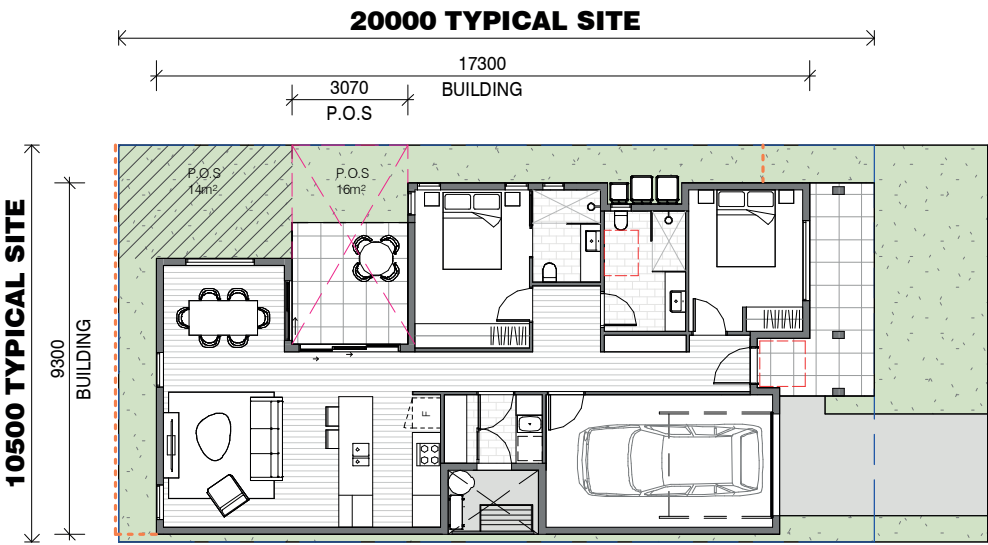 20000 TYPICAL SITE
17300
BUILDING
3070
P.O.S
P.O.S
14m²
P.O.S
16m²
10500 TYPICAL SITE
9300
BUILDING
F